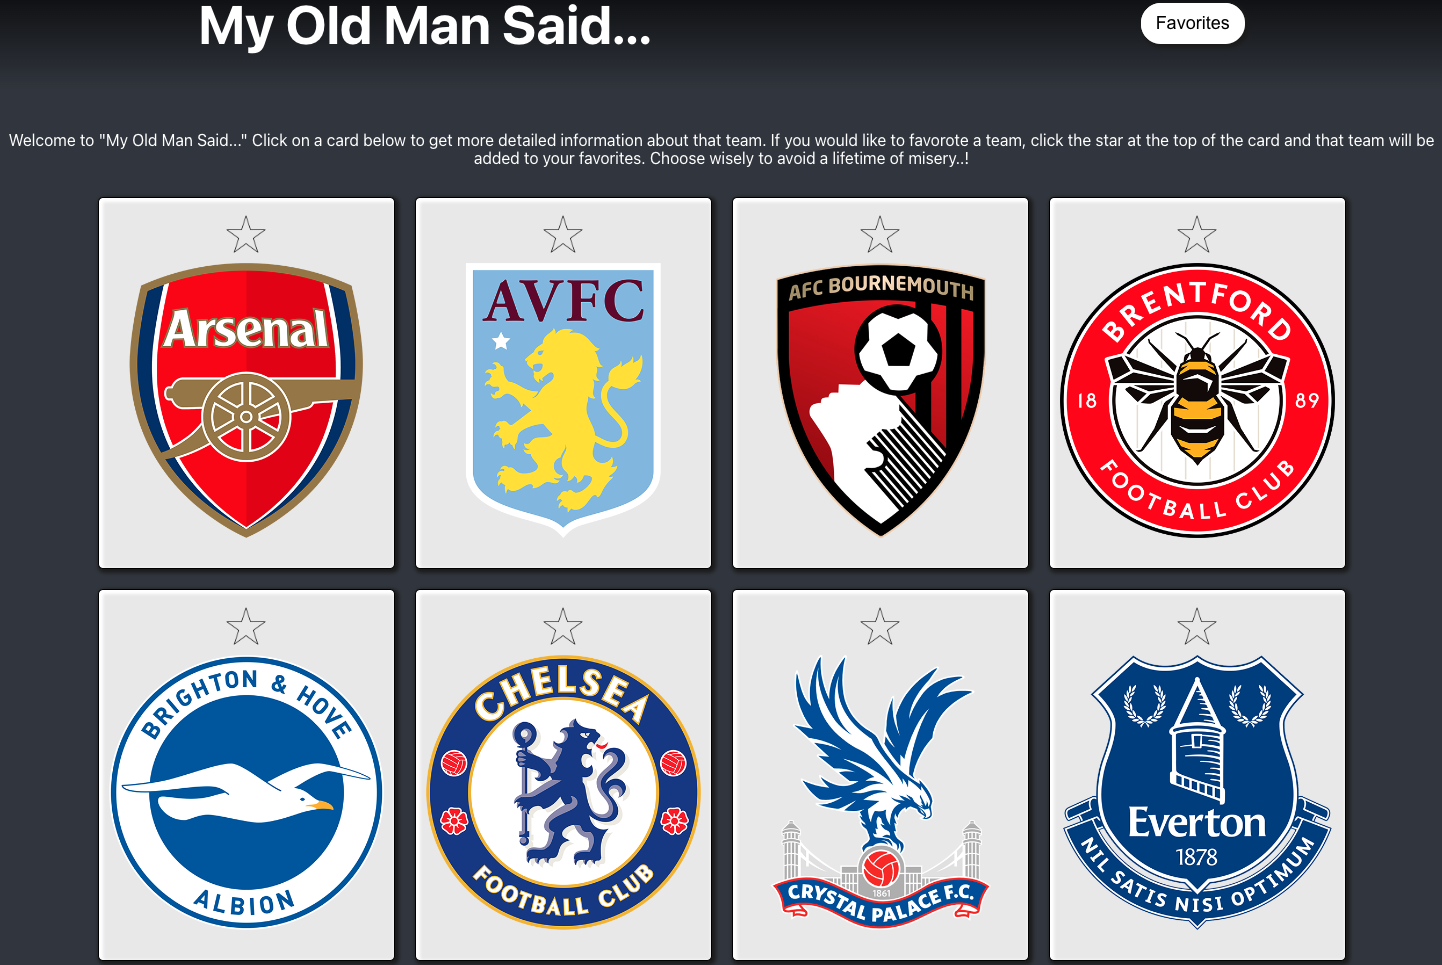 My Old Man Said...
Favorites
Welcome to "My Old Man Said..." Click on a card below to get more detailed information about that team. If you would like to favorote a team, click the star at the top of the card and that team will be
added to your favorites. Choose wisely to avoid a lifetime of misery..!
Arsenal
AVFC
AFC BOURNEMOUTH
BRENTFORD
18 89
FOOTBALL CLUB
BRIGHTON & HOVE
ALBION
CHELSEA
FOOTBALL CLUB
1861
CRYSTAL PALACE F.C.
Everton
1878
NIL SATIS NISI OPTIMUM